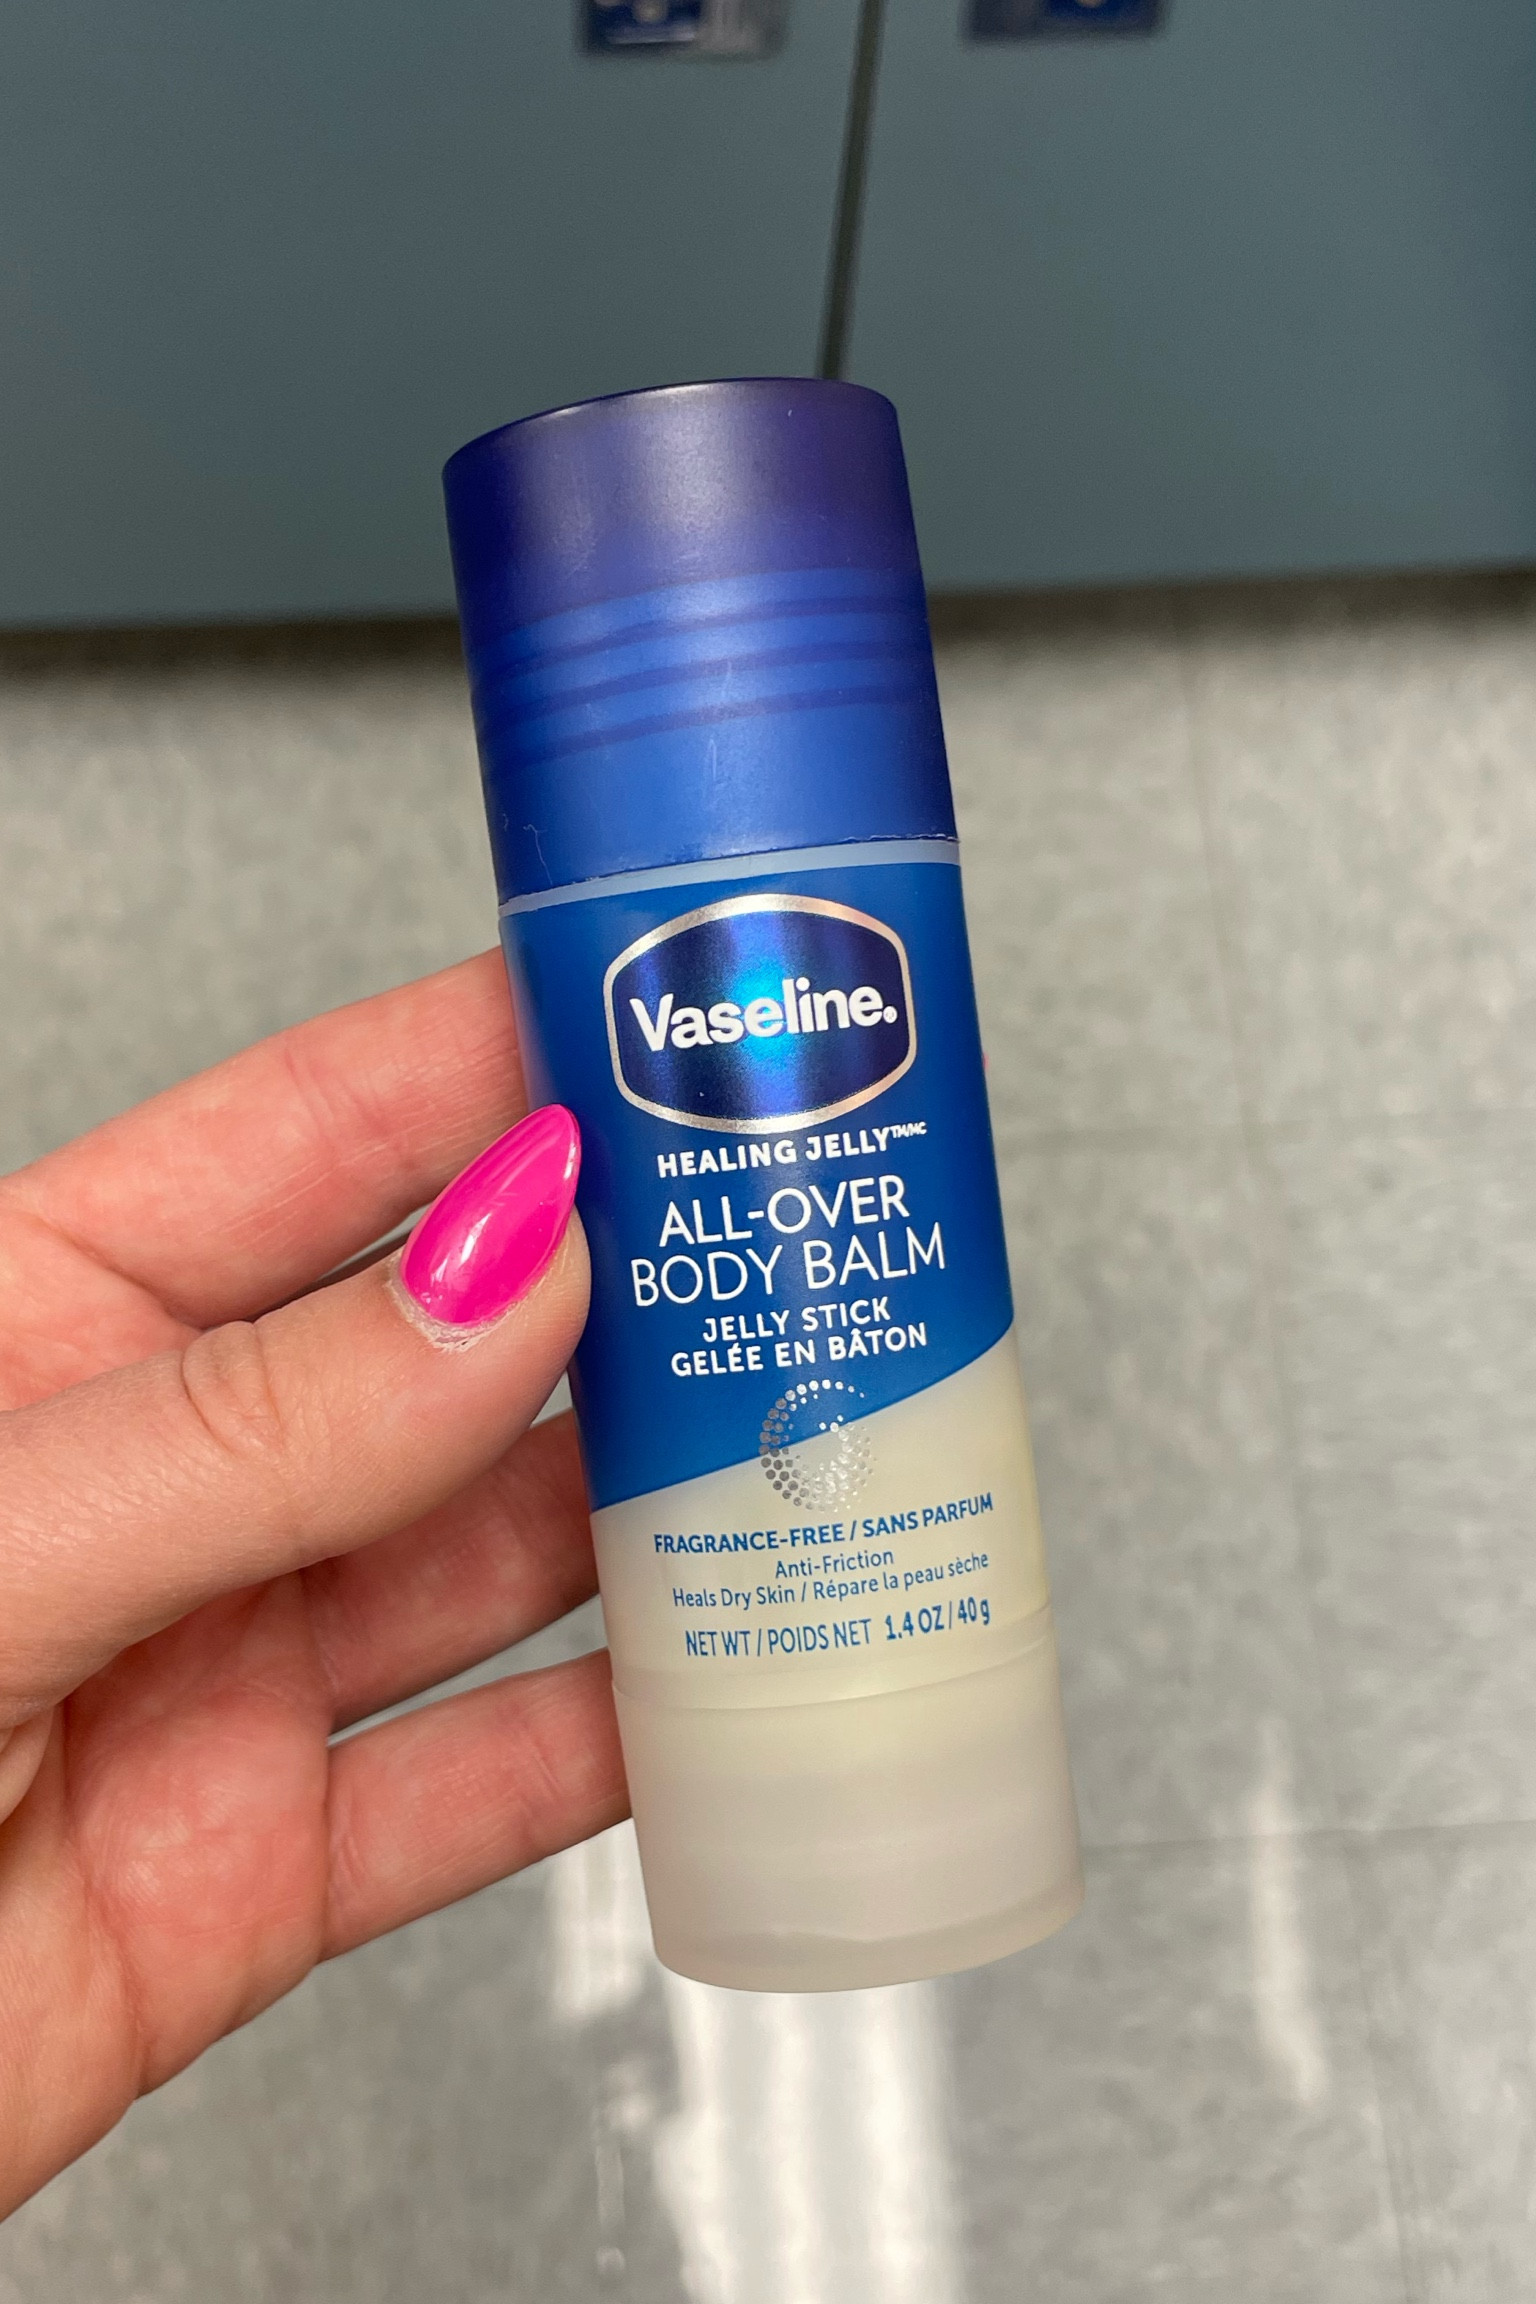 Vaseline®
HEALING JELLY™/MC
ALL-OVER
BODY BALM
JELLY STICK
GELÉE EN BÂTON
FRAGRANCE-FREE / SANS PARFUM
Anti-Friction
Heals Dry Skin / Répare la peau sèche
NET WT / POIDS NET 1.4 OZ / 40 g